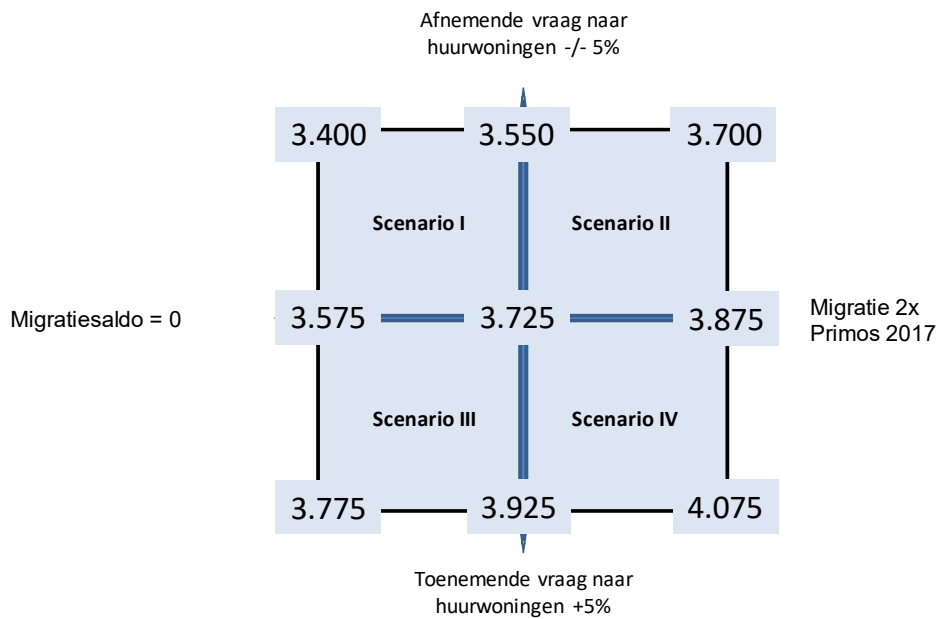 Afnemende vraag naar
huurwoningen -/- 5%
3.400
3.550
3.700
Scenario I
Scenario II
Migratiesaldo = 0
3.575
3.725
3.875
Migratie 2x
Primos 2017
Scenario III
Scenario IV
3.775
3.925
4.075
Toenemende vraag naar
huurwoningen +5%